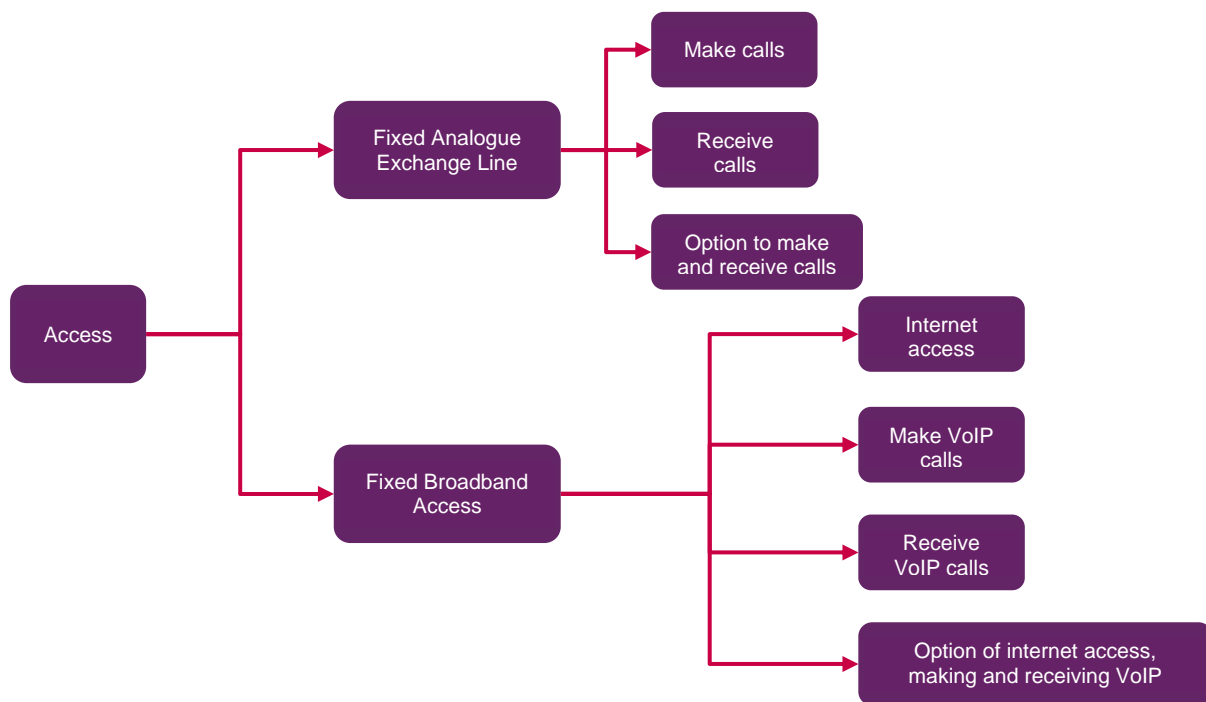 Make calls
Fixed Analogue
Exchange Line
Receive
calls
Option to make
and receive calls
Access
Internet
access
Make VoIP
calls
Fixed Broadband
Access
Receive
VoIP calls
Option of internet access,
making and receiving VoIP